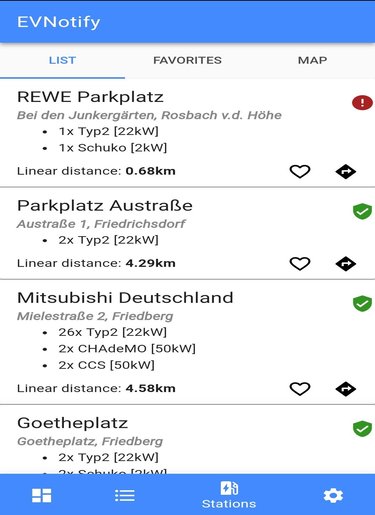 EVNotify
LIST FAVORITES MAP
REWE Parkplatz
Bei den Junkergärten, Rosbach v.d. Höhe
• 1x Typ2 [22kW]
• 1x Schuko [2kW]
Linear distance: 0.68km
Parkplatz Austraße
Austraße 1, Friedrichsdorf
• 2x Typ2 [22kW]
Linear distance: 4.29km
Mitsubishi Deutschland
Mielestraße 2, Friedberg
• 26x Typ2 [22kW]
• 2x CHAdeMO [50kW]
• 2x CCS [50kW]
Linear distance: 4.58km
Goetheplatz
Goetheplatz, Friedberg
• 2x Typ2 [22kW]
2x Schuko [2kW]
Stations